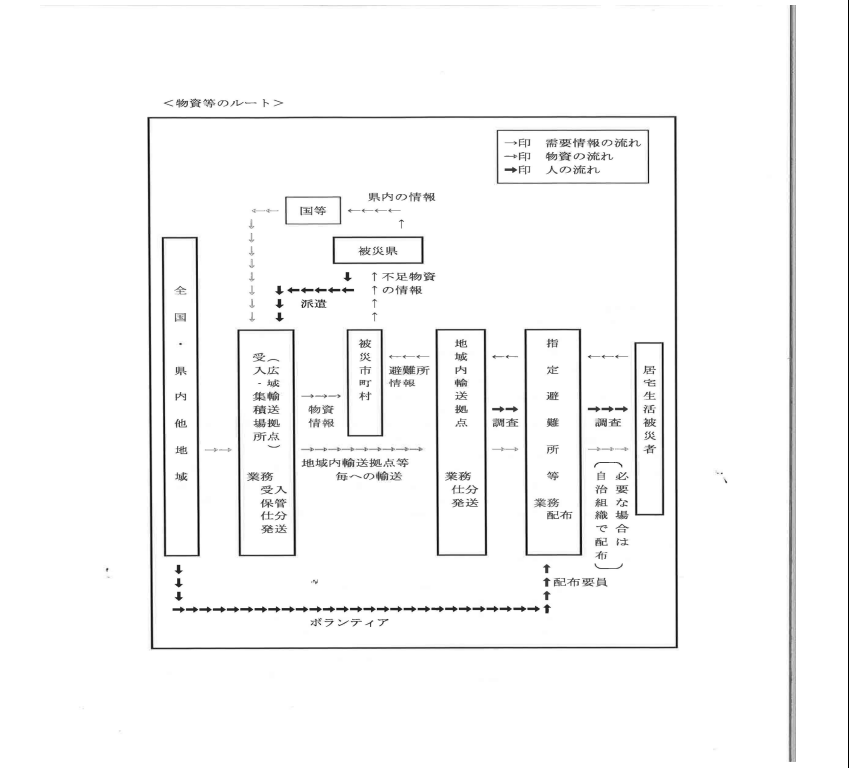 ＜物資等のルート＞
→印　需要情報の流れ
⇢印　物資の流れ
➡印　人の流れ
県内の情報
国等
被災県
不足物資
の情報
派遣
全国・県内他地域
受入・集積場所
（広域輸送拠点）
業務
受入
保管
仕分
発送
物資
情報
被災市町村
避難所
情報
地域内輸送拠点等
毎への輸送
地域内輸送拠点
業務
仕分
発送
調査
指定避難所等
業務
配布
調査
必要な場合は
自治組織で配布
居宅生活被災者
配布要員
ボランティア